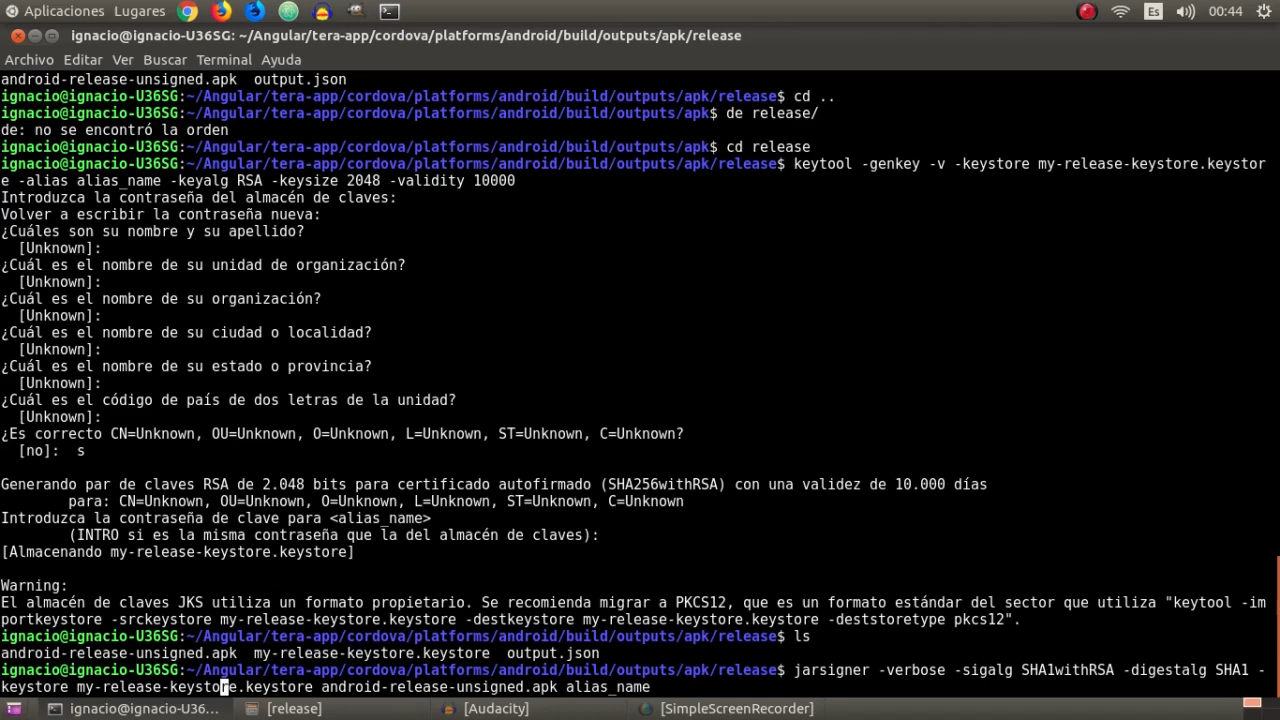 Aplicaciones Lugares Es 00:44
ignacio@ignacio-U36SG: ~/Angular/tera-app/cordova/platforms/android/build/outputs/apk/release
Archivo Editar Ver Buscar Terminal Ayuda
android-release-unsigned.apk  output.json
ignacio@ignacio-U36SG:~/Angular/tera-app/cordova/platforms/android/build/outputs/apk/release$ cd ..
ignacio@ignacio-U36SG:~/Angular/tera-app/cordova/platforms/android/build/outputs/apk$ de release/
de: no se encontró la orden
ignacio@ignacio-U36SG:~/Angular/tera-app/cordova/platforms/android/build/outputs/apk$ cd release
ignacio@ignacio-U36SG:~/Angular/tera-app/cordova/platforms/android/build/outputs/apk/release$ keytool -genkey -v -keystore my-release-keystore.keystor
e -alias alias_name -keyalg RSA -keysize 2048 -validity 10000
Introduzca la contraseña del almacén de claves:
Volver a escribir la contraseña nueva:
¿Cuáles son su nombre y su apellido?
  [Unknown]:
¿Cuál es el nombre de su unidad de organización?
  [Unknown]:
¿Cuál es el nombre de su organización?
  [Unknown]:
¿Cuál es el nombre de su ciudad o localidad?
  [Unknown]:
¿Cuál es el nombre de su estado o provincia?
  [Unknown]:
¿Cuál es el código de país de dos letras de la unidad?
  [Unknown]:
¿Es correcto CN=Unknown, OU=Unknown, O=Unknown, L=Unknown, ST=Unknown, C=Unknown?
  [no]:  s
Generando par de claves RSA de 2.048 bits para certificado autofirmado (SHA256withRSA) con una validez de 10.000 días
        para: CN=Unknown, OU=Unknown, O=Unknown, L=Unknown, ST=Unknown, C=Unknown
Introduzca la contraseña de clave para <alias_name>
        (INTRO si es la misma contraseña que la del almacén de claves):
[Almacenando my-release-keystore.keystore]
Warning:
El almacén de claves JKS utiliza un formato propietario. Se recomienda migrar a PKCS12, que es un formato estándar del sector que utiliza "keytool -im
portkeystore -srckeystore my-release-keystore.keystore -destkeystore my-release-keystore.keystore -deststoretype pkcs12".
ignacio@ignacio-U36SG:~/Angular/tera-app/cordova/platforms/android/build/outputs/apk/release$ ls
android-release-unsigned.apk  my-release-keystore.keystore  output.json
ignacio@ignacio-U36SG:~/Angular/tera-app/cordova/platforms/android/build/outputs/apk/release$ jarsigner -verbose -sigalg SHA1withRSA -digestalg SHA1 -
keystore my-release-keystore.keystore android-release-unsigned.apk alias_name
ignacio@ignacio-U36... [release] [Audacity] [SimpleScreenRecorder]